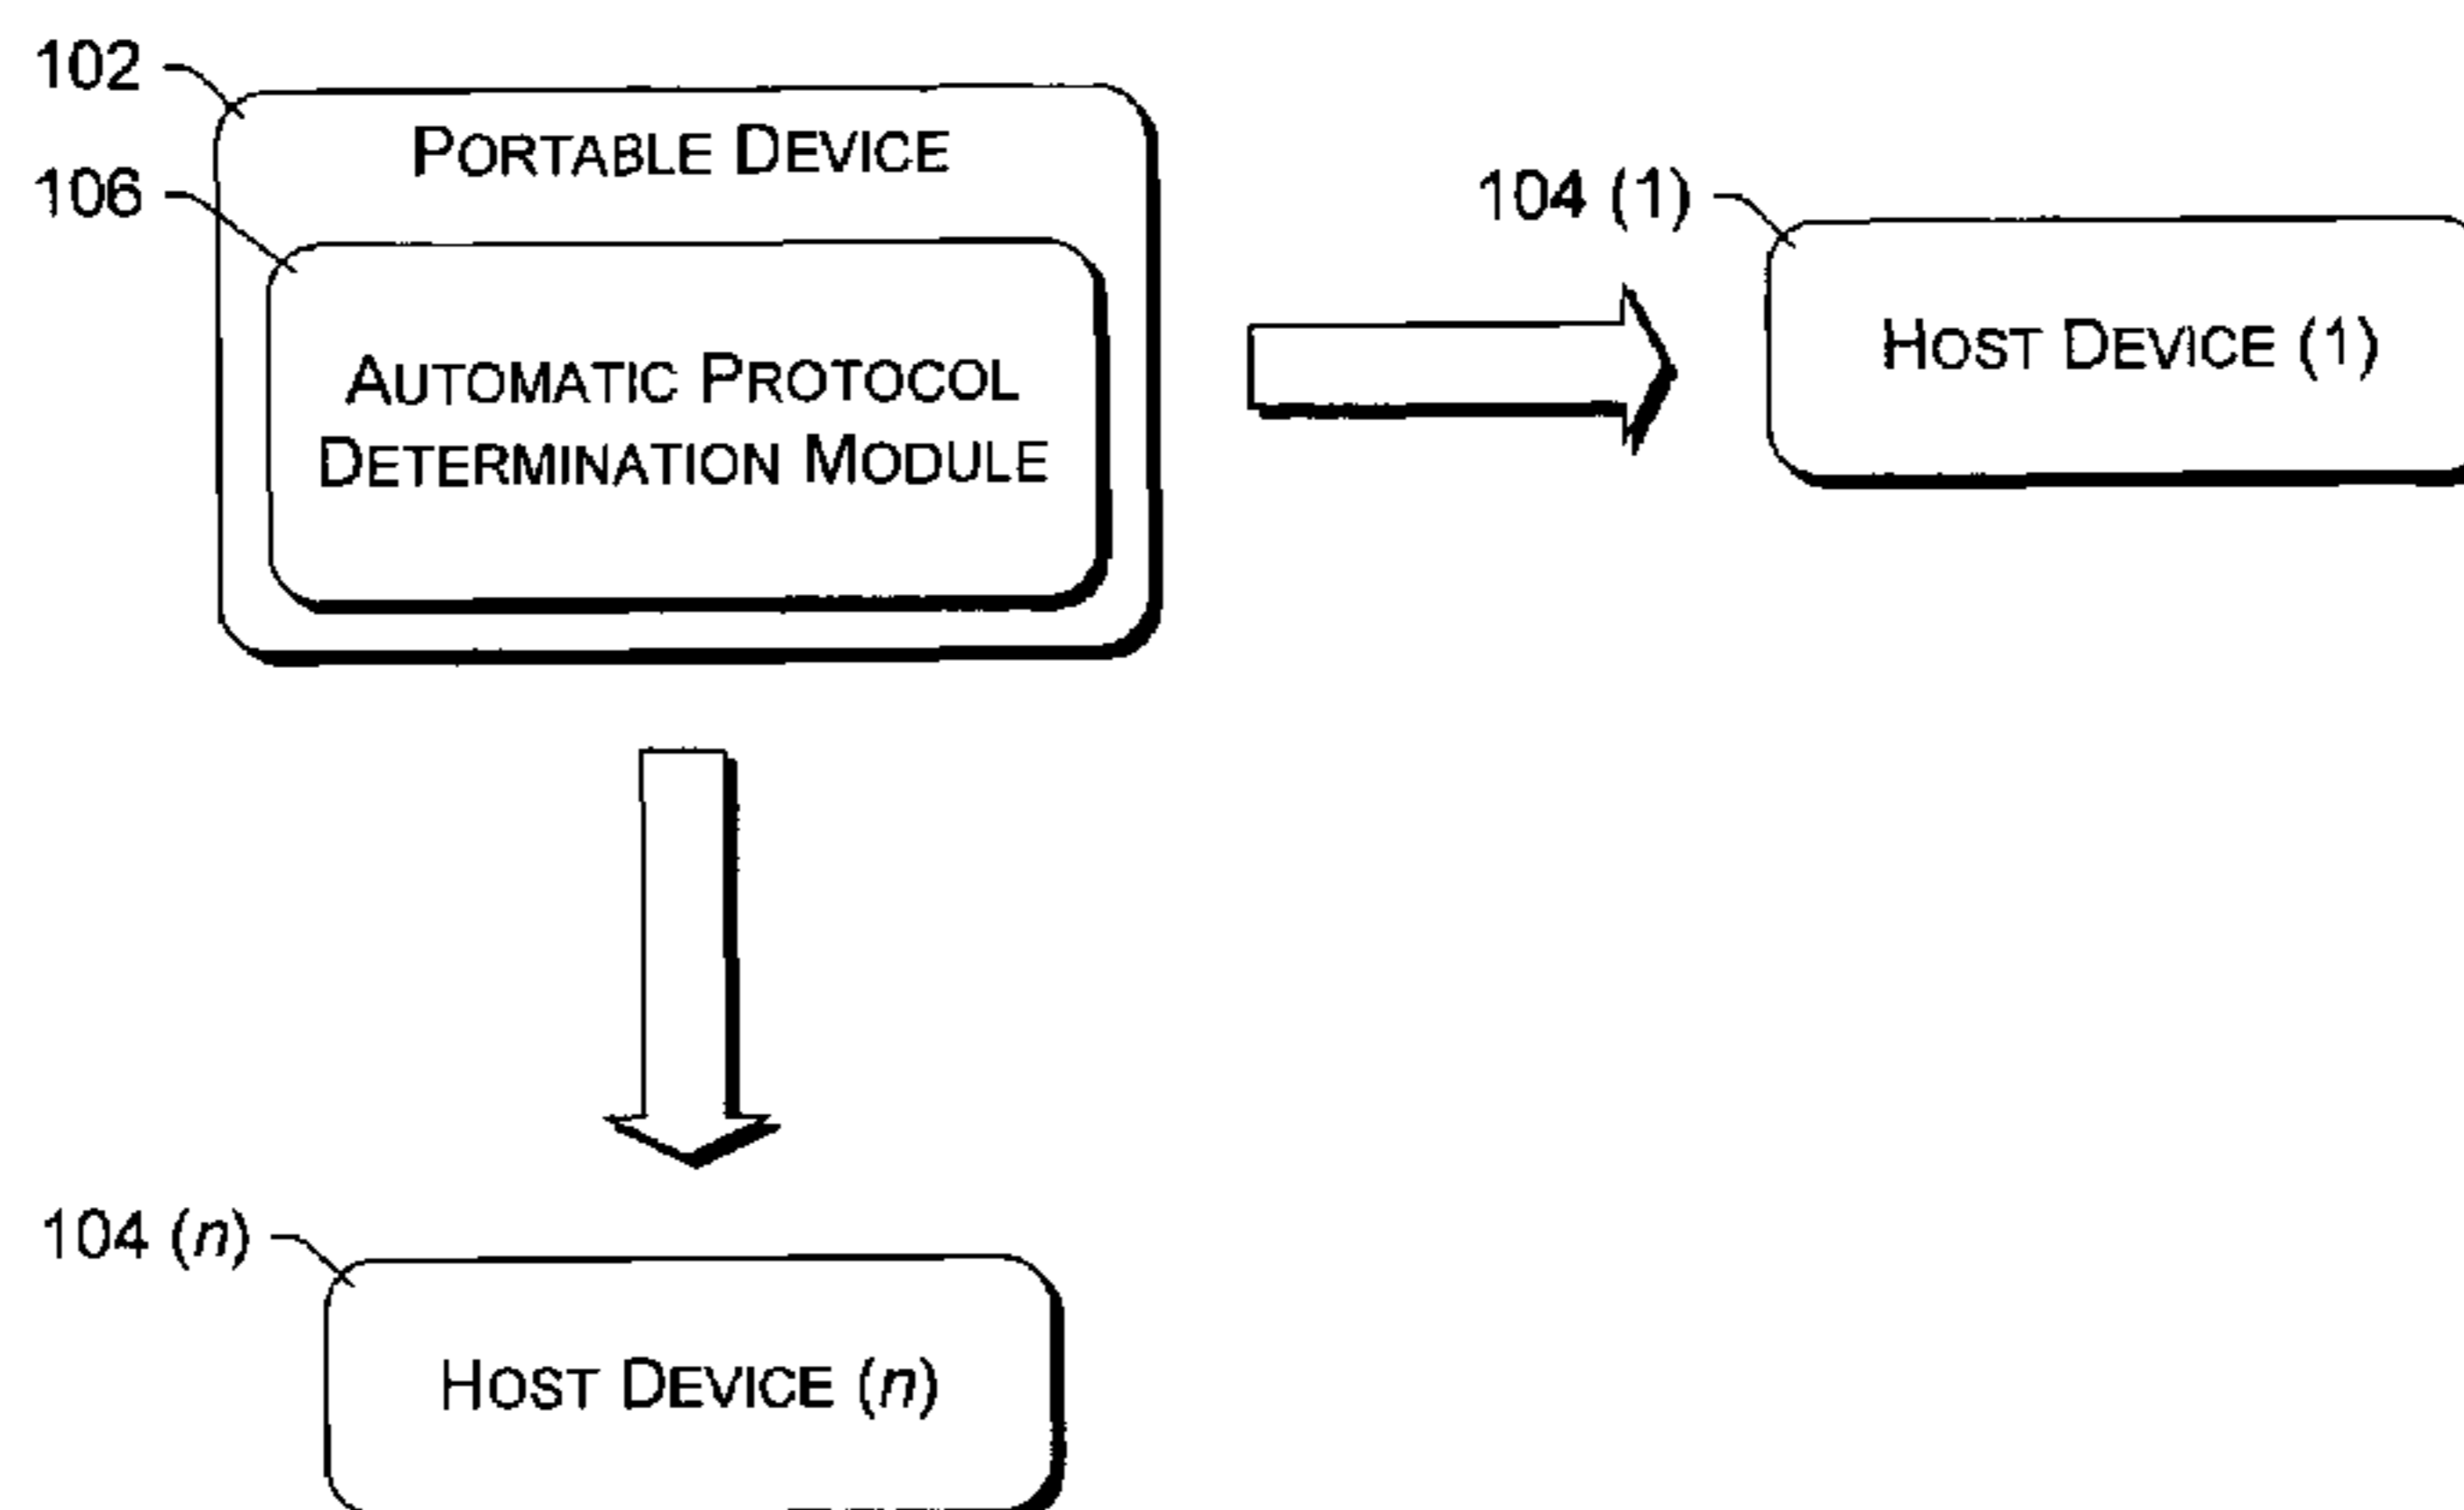 102
PORTABLE DEVICE
106
104 (1)
AUTOMATIC PROTOCOL
DETERMINATION MODULE
HOST DEVICE (1)
104 (n)
HOST DEVICE (n)